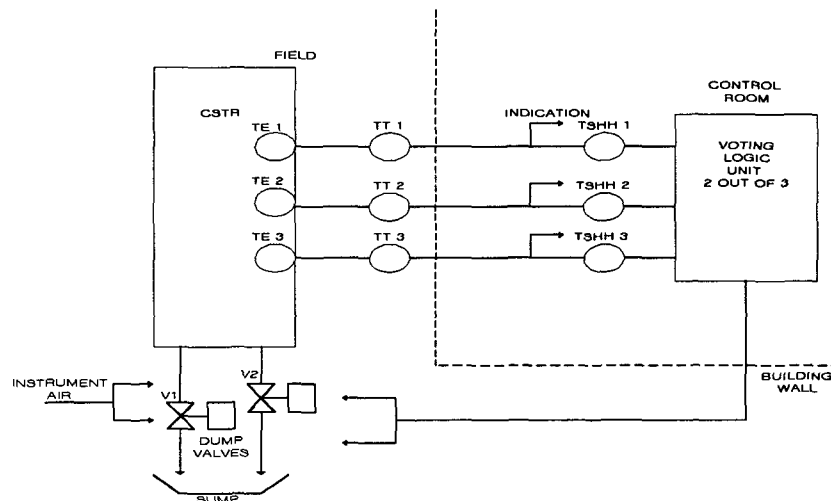 FIELD
CONTROL
ROOM
CSTR
TE 1
TT 1
INDICATION
TSHH 1
VOTING
LOGIC
UNIT
2 OUT OF 3
TE 2
TT 2
TSHH 2
TE 3
TT 3
TSHH 3
INSTRUMENT
AIR
V1
V2
BUILDING
WALL
DUMP
VALVES
SUMP